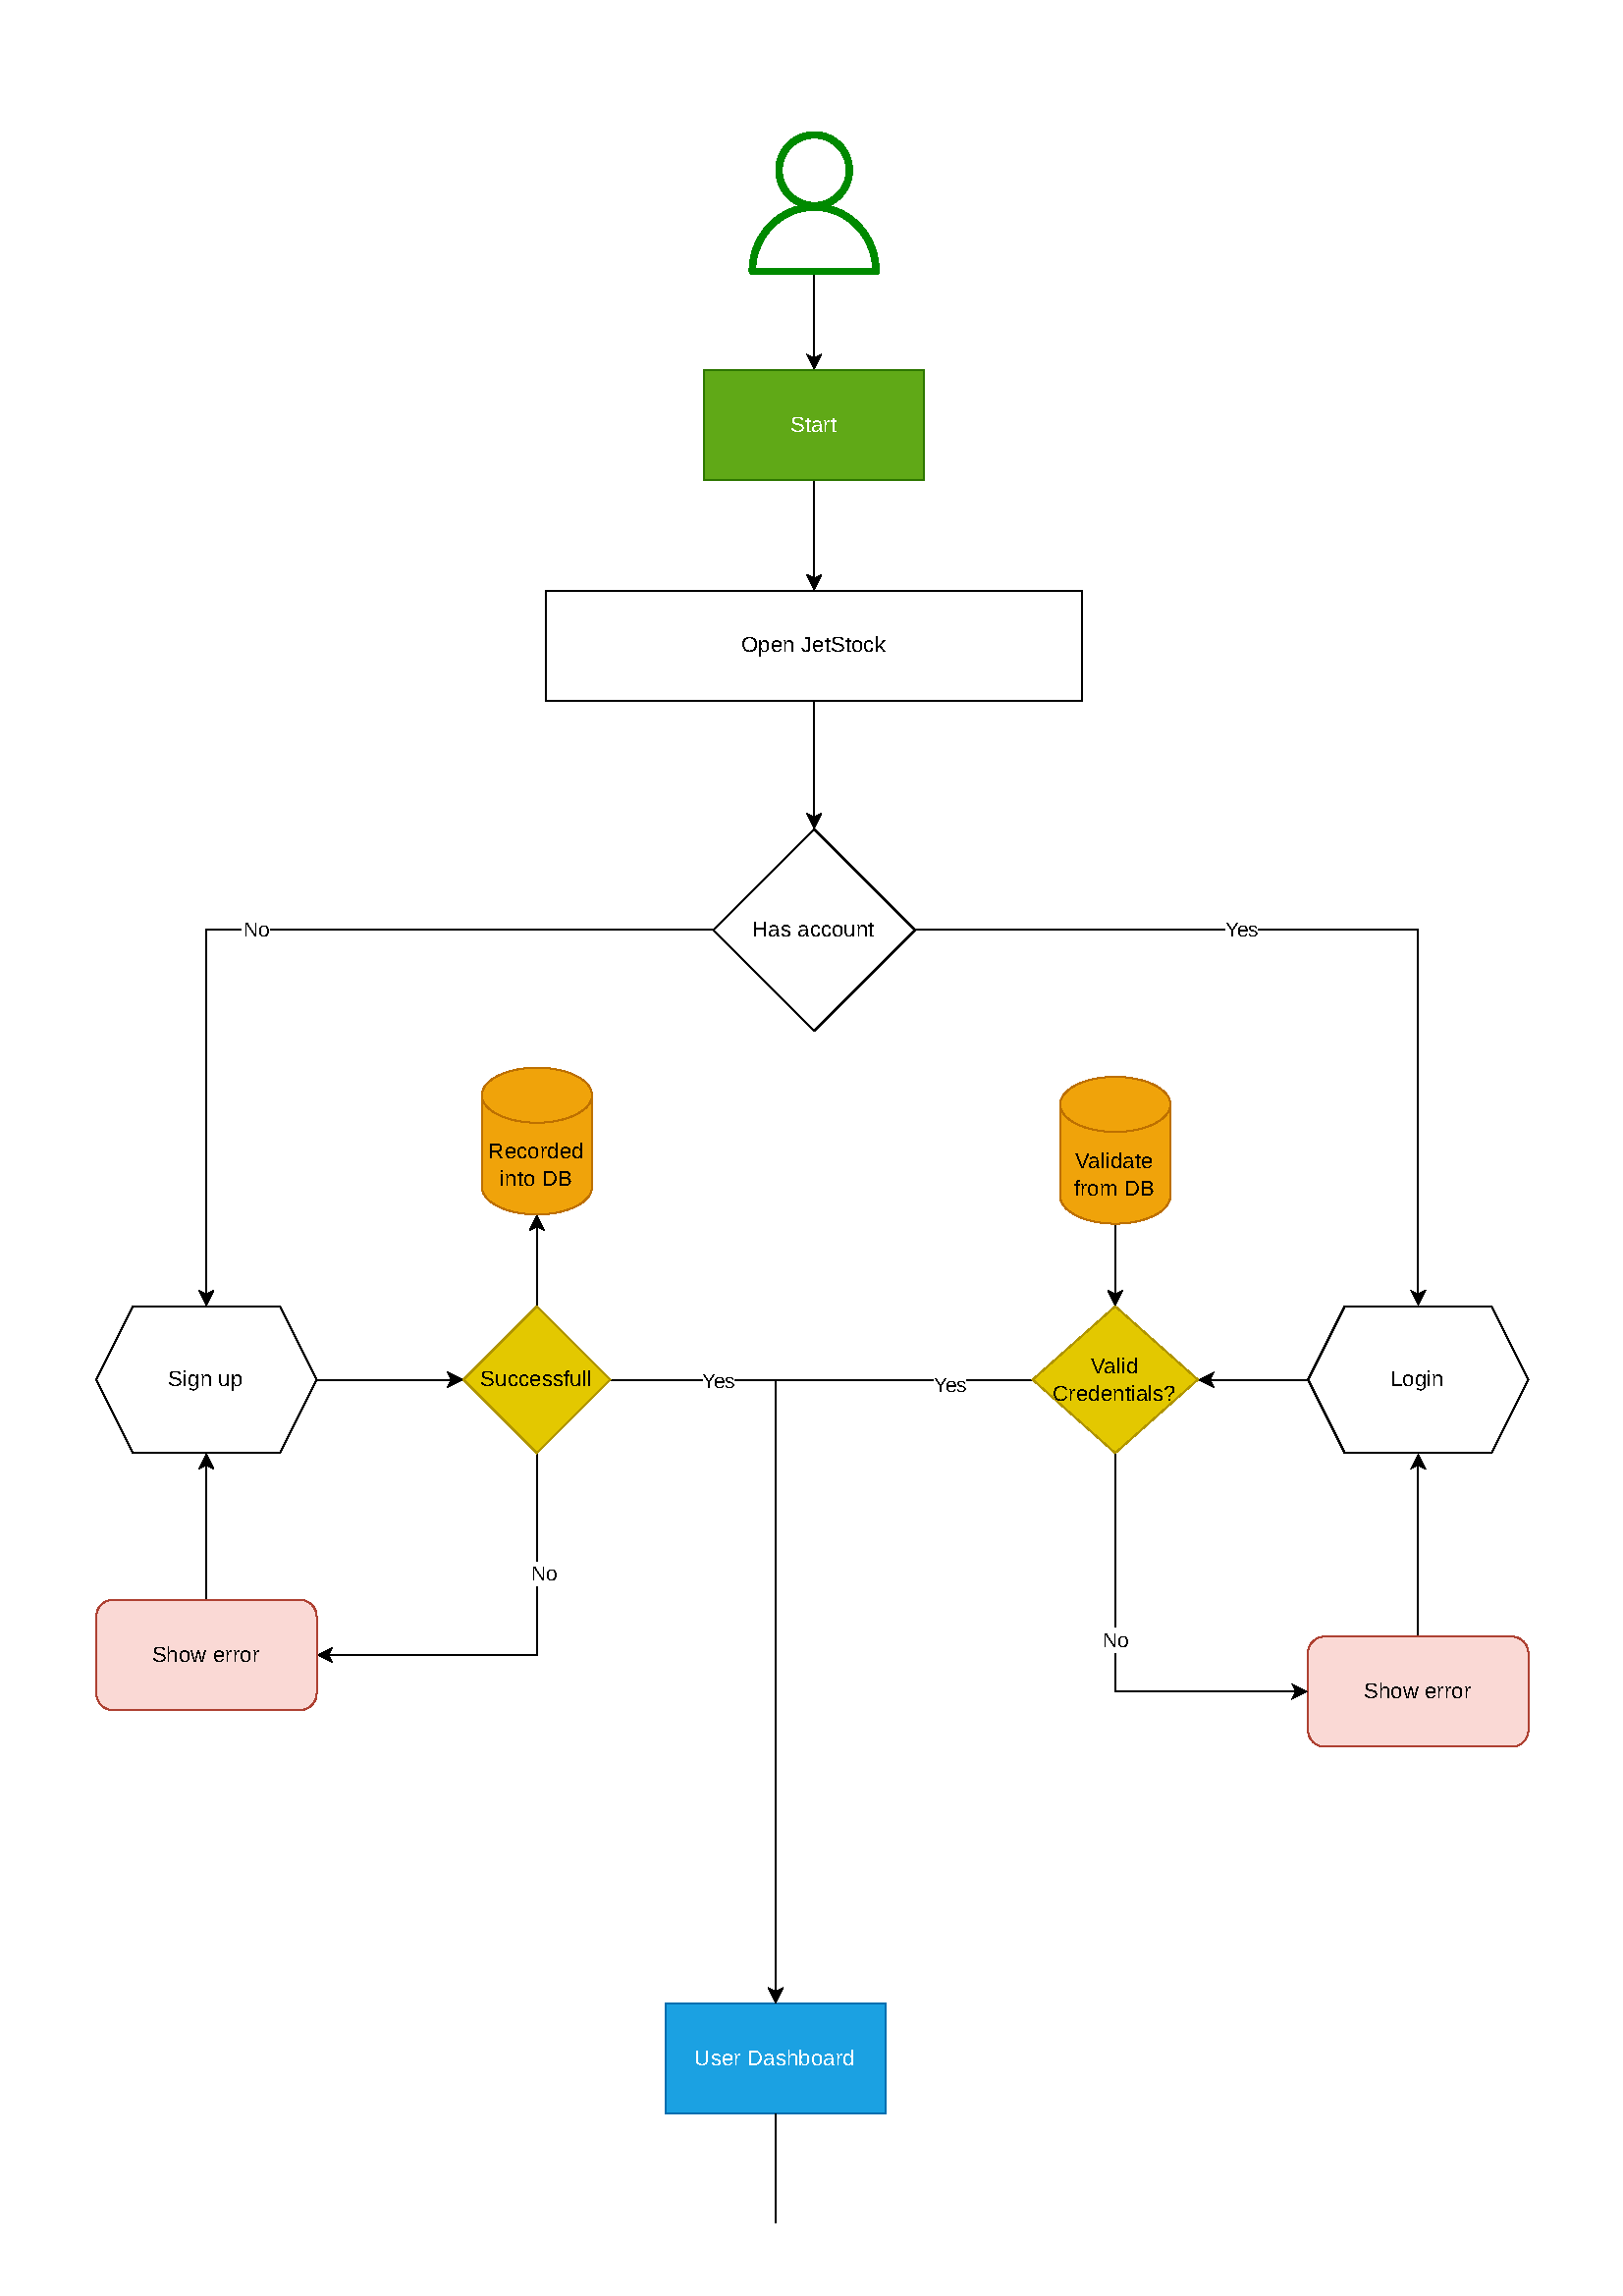 Start
Open JetStock
Has account
No
Yes
Recorded
into DB
Validate
from DB
Sign up
Successfull
Yes
Yes
Valid
Credentials?
Login
No
No
Show error
Show error
User Dashboard